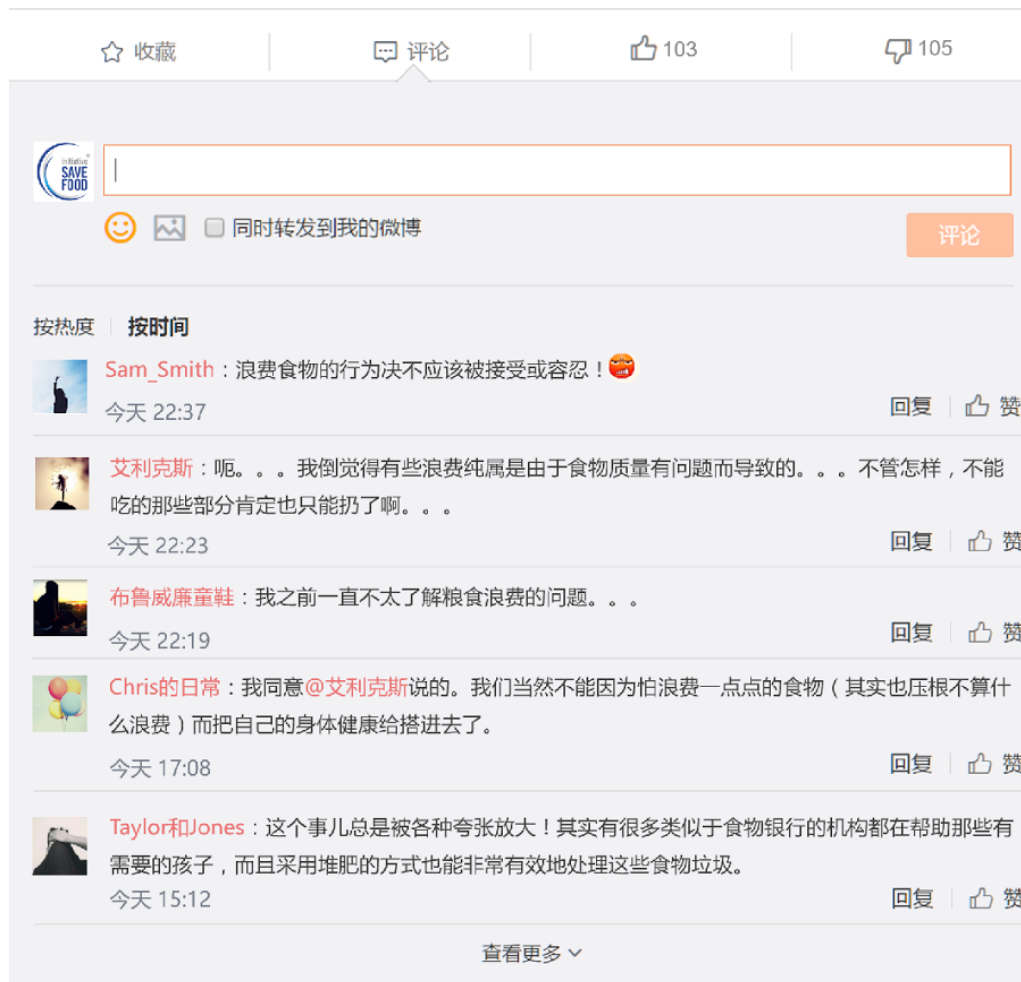 收藏
评论
103
105
initiative
SAVE
FOOD
同时转发到我的微博
评论
按热度 按时间
Sam_Smith：浪费食物的行为决不应该被接受或容忍！
今天 22:37
回复 赞
艾利克斯：呃。。。我倒觉得有些浪费纯属是由于食物质量有问题而导致的。。。不管怎样，不能
吃的那些部分肯定也只能扔了啊。。。
今天 22:23
回复 赞
布鲁威廉童鞋：我之前一直不太了解粮食浪费的问题。。。
今天 22:19
回复 赞
Chris的日常：我同意@艾利克斯说的。我们当然不能因为怕浪费一点点的食物（其实也压根不算什
么浪费）而把自己的身体健康给搭进去了。
今天 17:08
回复 赞
Taylor和Jones：这个事儿总是被各种夸张放大！其实有很多类似于食物银行的机构都在帮助那些有
需要的孩子，而且采用堆肥的方式也能非常有效地处理这些食物垃圾。
今天 15:12
回复 赞
查看更多